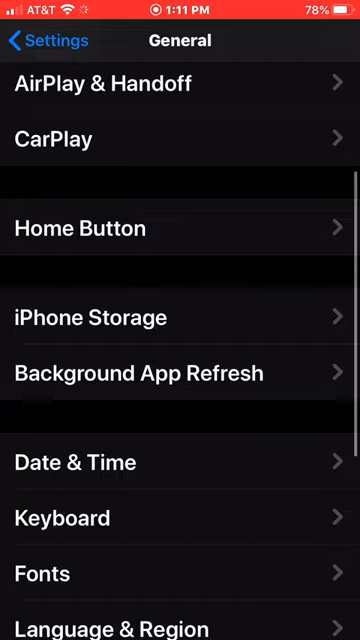 AT&T 1:11 PM 78%
Settings General
AirPlay & Handoff
CarPlay
Home Button
iPhone Storage
Background App Refresh
Date & Time
Keyboard
Fonts
Language & Region